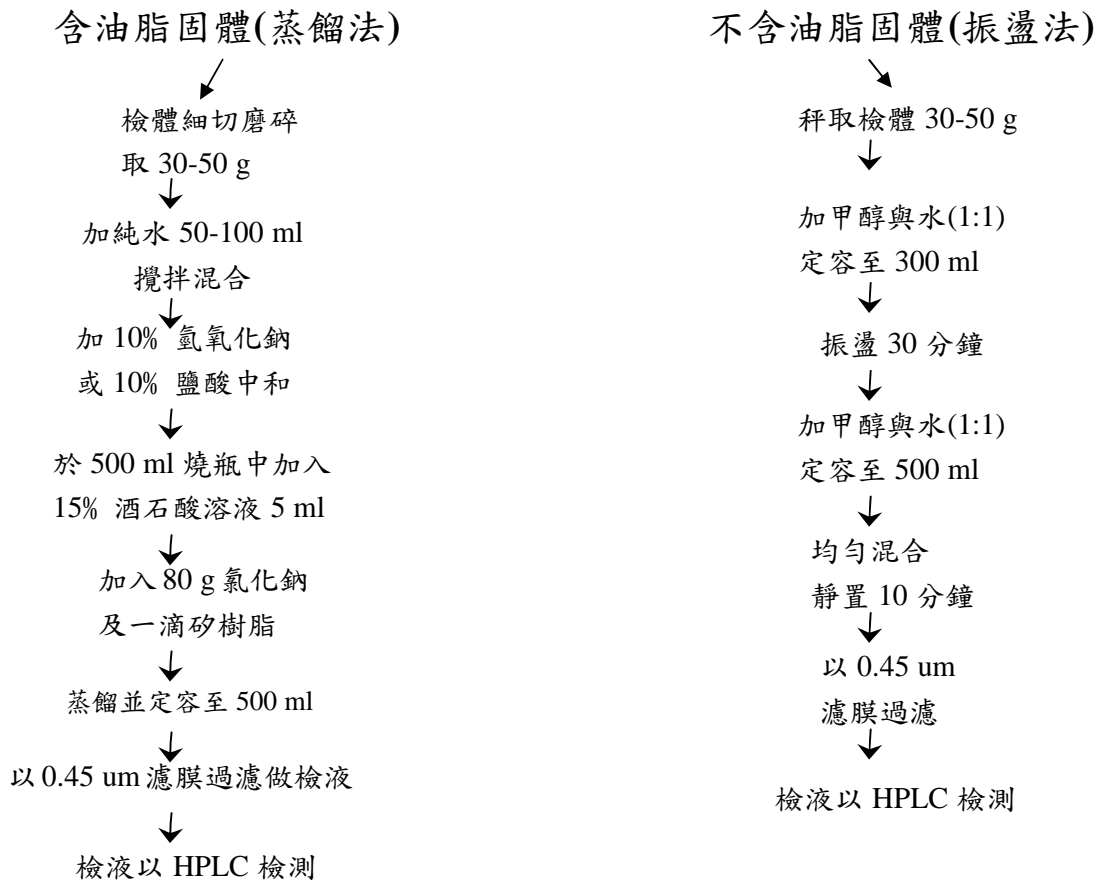 含油脂固體(蒸餾法)
檢體細切磨碎
取 30-50 g
加純水 50-100 ml
攪拌混合
加 10% 氫氧化鈉
或 10% 鹽酸中和
於 500 ml 燒瓶中加入
15% 酒石酸溶液 5 ml
加入 80 g 氯化鈉
及一滴矽樹脂
蒸餾並定容至 500 ml
以 0.45 um 濾膜過濾做檢液
檢液以 HPLC 檢測
不含油脂固體(振盪法)
秤取檢體 30-50 g
加甲醇與水(1:1)
定容至 300 ml
振盪 30 分鐘
加甲醇與水(1:1)
定容至 500 ml
均勻混合
靜置 10 分鐘
以 0.45 um
濾膜過濾
檢液以 HPLC 檢測